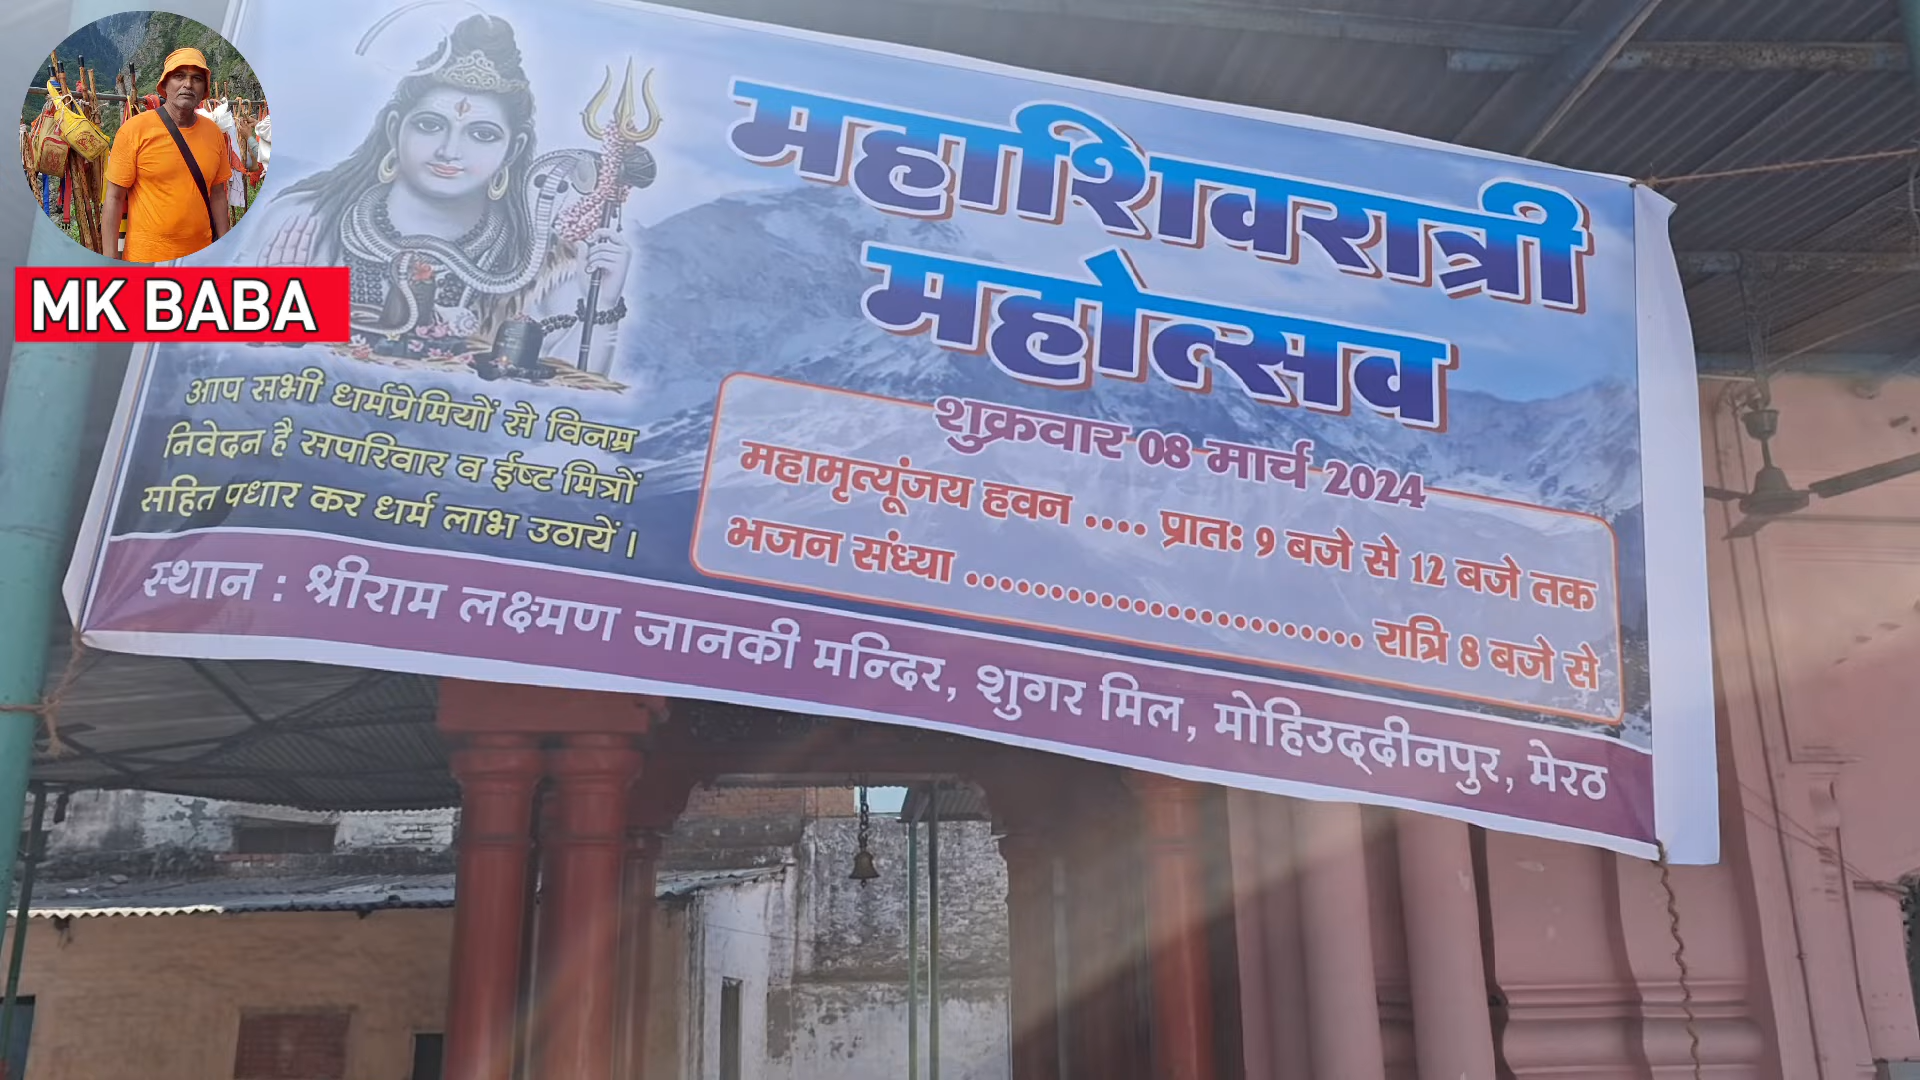 MK BABA
महाशिवरात्री
महोत्सव
आप सभी धर्मप्रेमियों से विनम्र
निवेदन है सपरिवार व ईष्ट मित्रों
सहित पधार कर धर्म लाभ उठायें।
शुक्रवार 08 मार्च 2024
महामृत्यूंजय हवन .... प्रातः 9 बजे से 12 बजे तक
भजन संध्या ............................ रात्रि 8 बजे से
स्थान : श्रीराम लक्ष्मण जानकी मन्दिर, शुगर मिल, मोहिउद्दीनपुर, मेरठ